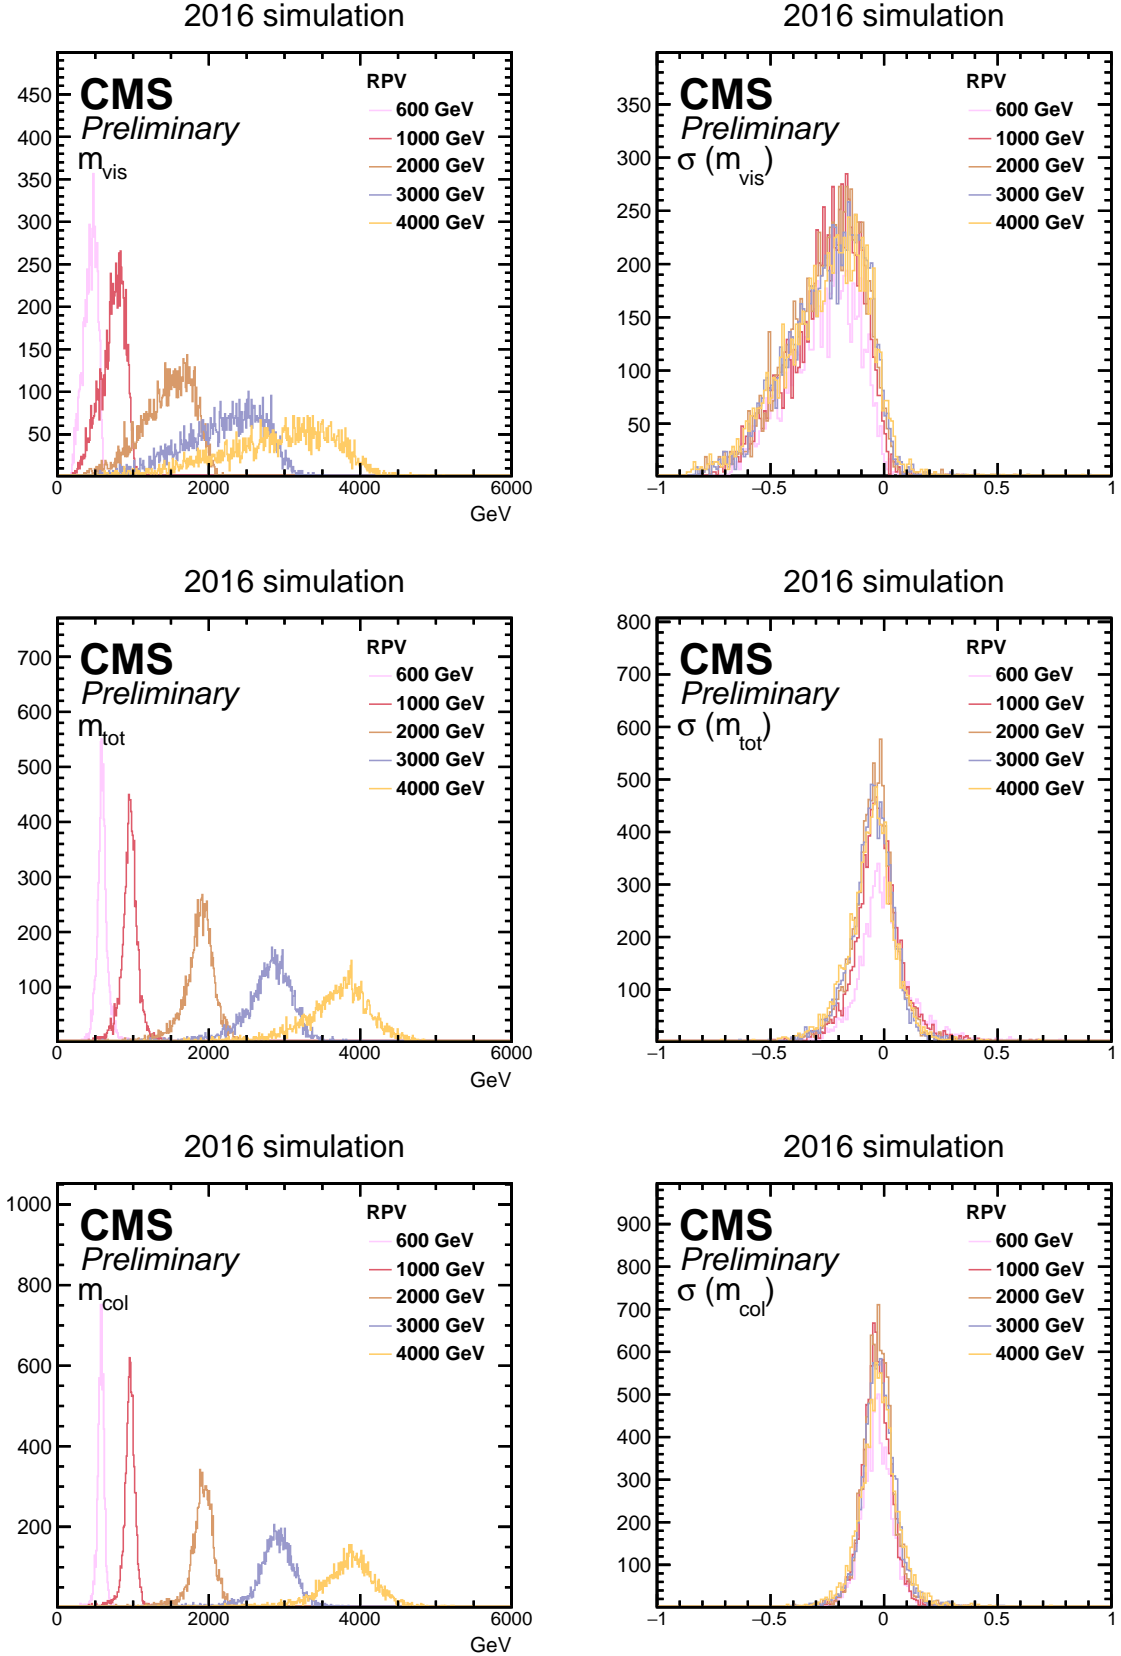 2016 simulation
CMS
Preliminary
m_vis
RPV
600 GeV
1000 GeV
2000 GeV
3000 GeV
4000 GeV
450
400
350
300
250
200
150
100
50
0 2000 4000 6000
GeV
2016 simulation
CMS
Preliminary
σ (m_vis)
RPV
600 GeV
1000 GeV
2000 GeV
3000 GeV
4000 GeV
350
300
250
200
150
100
50
−1 −0.5 0 0.5 1
2016 simulation
CMS
Preliminary
m_tot
RPV
600 GeV
1000 GeV
2000 GeV
3000 GeV
4000 GeV
700
600
500
400
300
200
100
0 2000 4000 6000
GeV
2016 simulation
CMS
Preliminary
σ (m_tot)
RPV
600 GeV
1000 GeV
2000 GeV
3000 GeV
4000 GeV
800
700
600
500
400
300
200
100
−1 −0.5 0 0.5 1
2016 simulation
CMS
Preliminary
m_col
RPV
600 GeV
1000 GeV
2000 GeV
3000 GeV
4000 GeV
1000
800
600
400
200
0 2000 4000 6000
GeV
2016 simulation
CMS
Preliminary
σ (m_col)
RPV
600 GeV
1000 GeV
2000 GeV
3000 GeV
4000 GeV
900
800
700
600
500
400
300
200
100
−1 −0.5 0 0.5 1